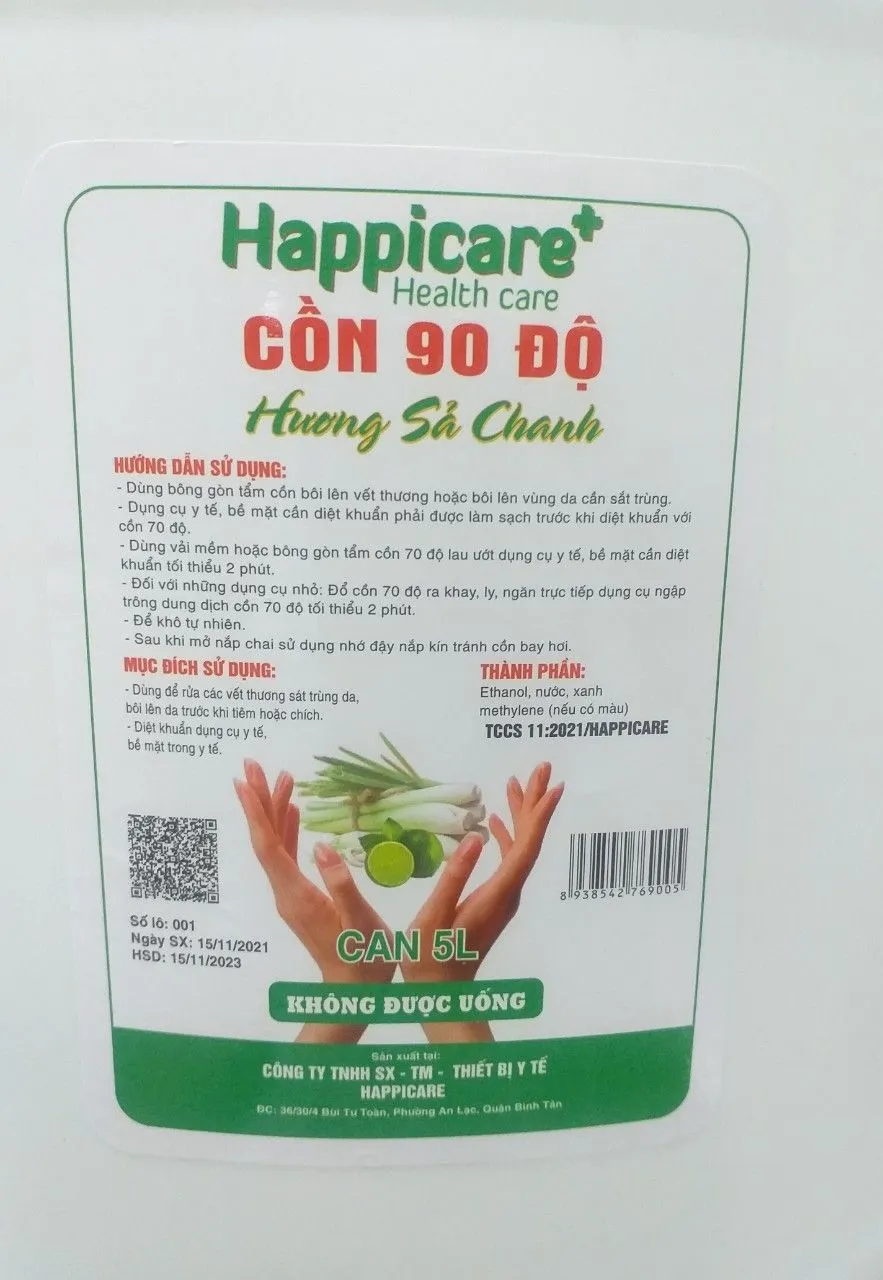 Happicare+
Health care
CỒN 90 ĐỘ
Hương Sả Chanh
HƯỚNG DẪN SỬ DỤNG:
- Dùng bông gòn tẩm cồn bôi lên vết thương hoặc bôi lên vùng da cần sắt trùng.
- Dụng cụ y tế, bề mặt cần diệt khuẩn phải được làm sạch trước khi diệt khuẩn với
cồn 70 độ.
- Dùng vải mềm hoặc bông gòn tẩm cồn 70 độ lau ướt dụng cụ y tế, bề mặt cần diệt
khuẩn tối thiểu 2 phút.
- Đối với những dụng cụ nhỏ: Đổ cồn 70 độ ra khay, ly, ngăn trực tiếp dụng cụ ngập
trông dung dịch cồn 70 độ tối thiểu 2 phút.
- Để khô tự nhiên.
- Sau khi mở nắp chai sử dụng nhớ đậy nắp kín tránh cồn bay hơi.
MỤC ĐÍCH SỬ DỤNG:
- Dùng để rửa các vết thương sát trùng da,
bôi lên da trước khi tiêm hoặc chích.
- Diệt khuẩn dụng cụ y tế,
bề mặt trong y tế.
THÀNH PHẦN:
Ethanol, nước, xanh
methylene (nếu có màu)
TCCS 11:2021/HAPPICARE
8 938542 769005
Số lô: 001
Ngày SX: 15/11/2021
HSD: 15/11/2023
CAN 5L
KHÔNG ĐƯỢC UỐNG
Sản xuất tại:
CÔNG TY TNHH SX - TM - THIẾT BỊ Y TẾ
HAPPICARE
ĐC: 36/30/4 Bùi Tư Toàn, Phường An Lạc, Quận Bình Tân